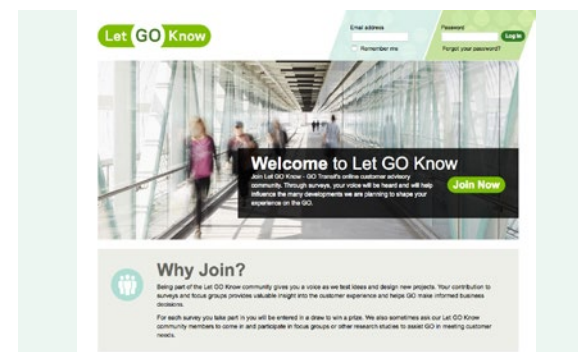 Let GO Know
Email address
Password
Log In
Remember me
Forgot your password?
Welcome to Let GO Know
Join Let GO Know - GO Transit's online customer advisory
community. Through surveys, your voice will be heard and will help
influence the many developments we are planning to shape your
experience on the GO.
Join Now
Why Join?
Being part of the Let GO Know community gives you a voice as we test ideas and design new projects. Your contribution to
surveys and focus groups provides valuable insight into the customer experience and helps GO make informed business
decisions.
For each survey you take part in you will be entered in a draw to win a prize. We also sometimes ask our Let GO Know
community members to come in and participate in focus groups or other research studies to assist GO in meeting customer
needs.